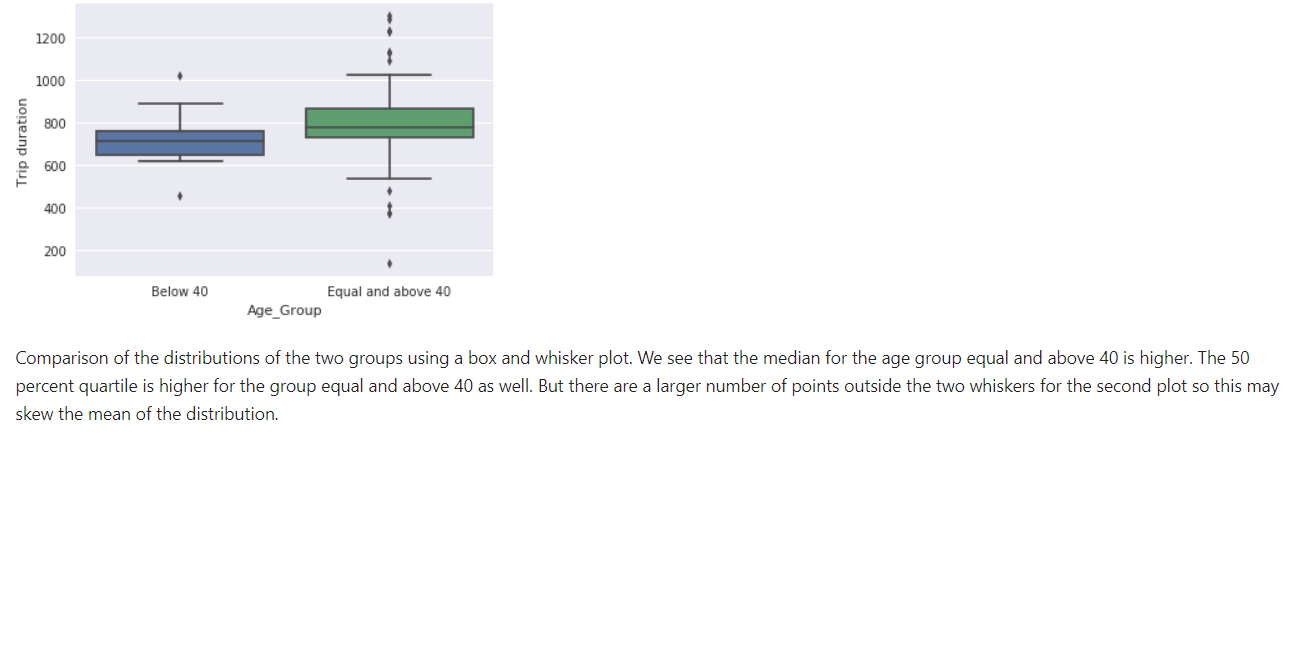 1200
1000
800
600
400
200
Trip duration
Below 40
Equal and above 40
Age_Group
Comparison of the distributions of the two groups using a box and whisker plot. We see that the median for the age group equal and above 40 is higher. The 50
percent quartile is higher for the group equal and above 40 as well. But there are a larger number of points outside the two whiskers for the second plot so this may
skew the mean of the distribution.